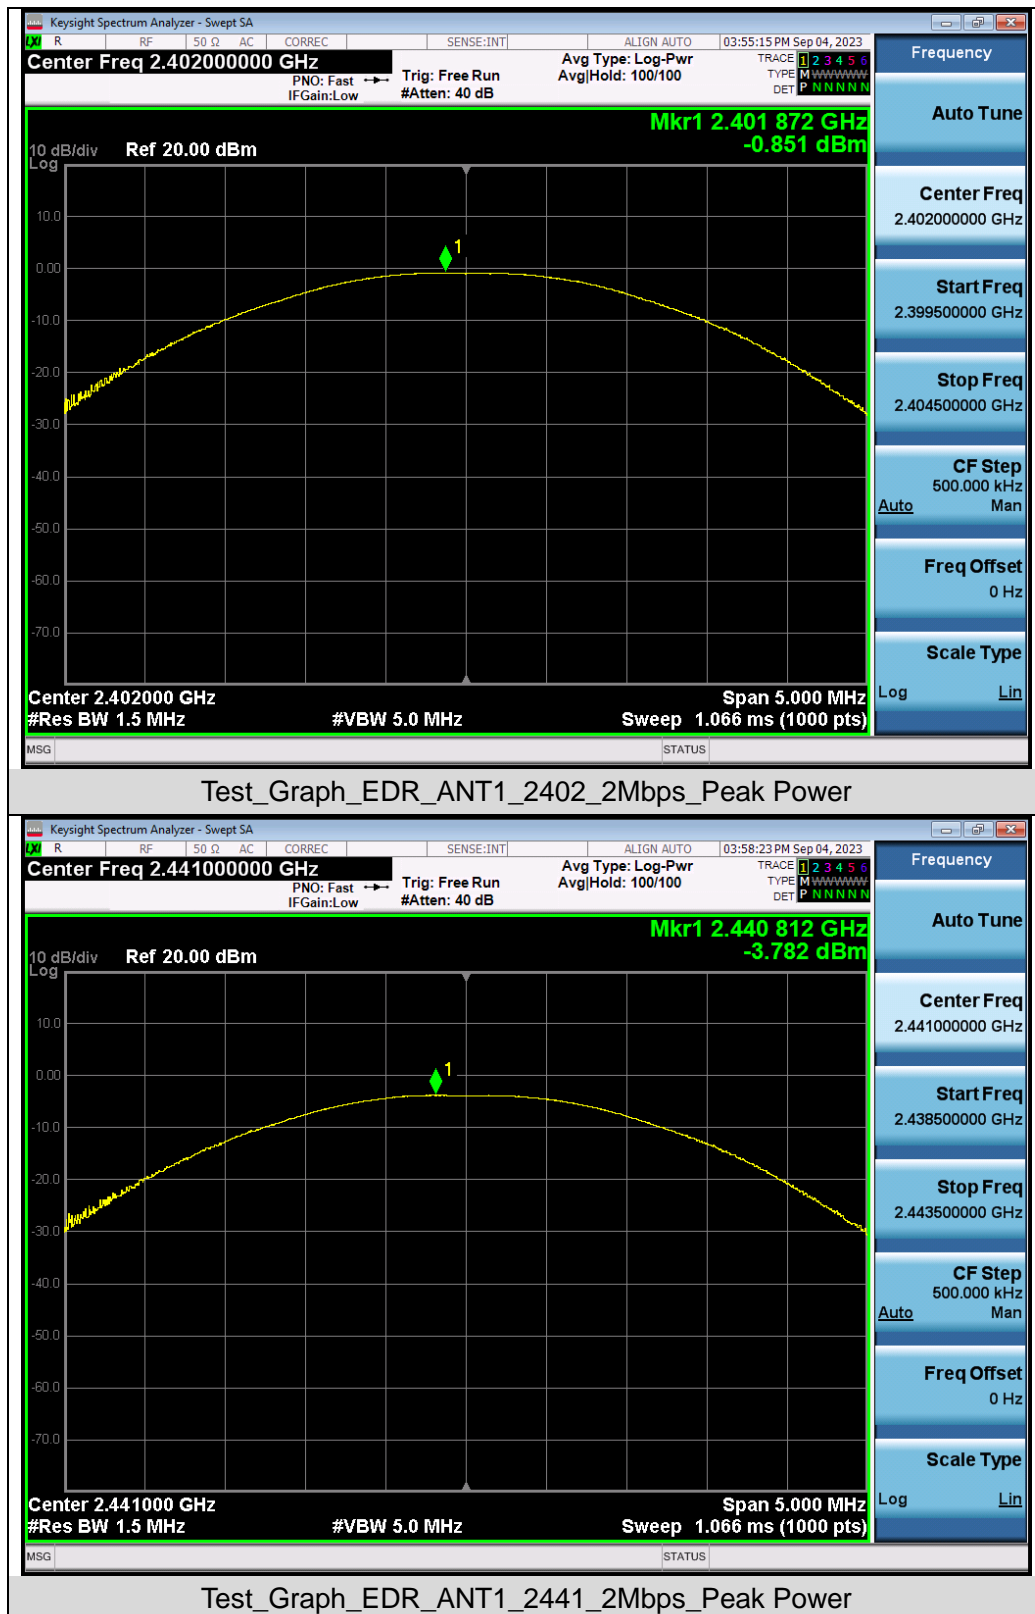 Keysight Spectrum Analyzer - Swept SA
LXI R RF 50 Ω AC CORREC SENSE:INT ALIGN AUTO 03:55:15 PM Sep 04, 2023
Center Freq 2.402000000 GHz
PNO: Fast
IFGain:Low
Trig: Free Run
#Atten: 40 dB
Avg Type: Log-Pwr
Avg|Hold: 100/100
TRACE 1 2 3 4 5 6
TYPE M WWWWW
DET P N N N N N
Mkr1 2.401 872 GHz
-0.851 dBm
10 dB/div Ref 20.00 dBm
Log
10.0
0.00
-10.0
-20.0
-30.0
-40.0
-50.0
-60.0
-70.0
1
Center 2.402000 GHz Span 5.000 MHz
#Res BW 1.5 MHz #VBW 5.0 MHz Sweep 1.066 ms (1000 pts)
MSG STATUS
Frequency
Auto Tune
Center Freq
2.402000000 GHz
Start Freq
2.399500000 GHz
Stop Freq
2.404500000 GHz
CF Step
500.000 kHz
Auto Man
Freq Offset
0 Hz
Scale Type
Log Lin
Test_Graph_EDR_ANT1_2402_2Mbps_Peak Power
Keysight Spectrum Analyzer - Swept SA
LXI R RF 50 Ω AC CORREC SENSE:INT ALIGN AUTO 03:58:23 PM Sep 04, 2023
Center Freq 2.441000000 GHz
PNO: Fast
IFGain:Low
Trig: Free Run
#Atten: 40 dB
Avg Type: Log-Pwr
Avg|Hold: 100/100
TRACE 1 2 3 4 5 6
TYPE M WWWWW
DET P N N N N N
Mkr1 2.440 812 GHz
-3.782 dBm
10 dB/div Ref 20.00 dBm
Log
10.0
0.00
-10.0
-20.0
-30.0
-40.0
-50.0
-60.0
-70.0
1
Center 2.441000 GHz Span 5.000 MHz
#Res BW 1.5 MHz #VBW 5.0 MHz Sweep 1.066 ms (1000 pts)
MSG STATUS
Frequency
Auto Tune
Center Freq
2.441000000 GHz
Start Freq
2.438500000 GHz
Stop Freq
2.443500000 GHz
CF Step
500.000 kHz
Auto Man
Freq Offset
0 Hz
Scale Type
Log Lin
Test_Graph_EDR_ANT1_2441_2Mbps_Peak Power